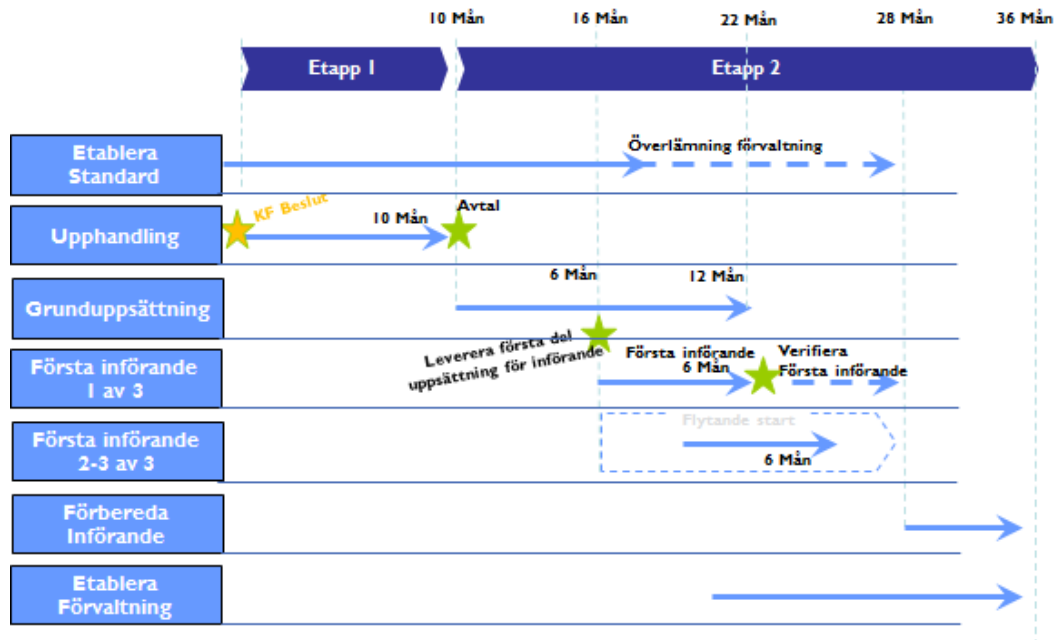 10 Mån
16 Mån
22 Mån
28 Mån
36 Mån
Etapp 1
Etapp 2
Etablera
Standard
Överlämning förvaltning
Upphandling
KF Beslut
10 Mån
Avtal
Grunduppsättning
6 Mån
12 Mån
Leverera första del
uppsättning för införande
Första införande
1 av 3
Första införande
6 Mån
Verifiera
Första införande
Första införande
2-3 av 3
Flytande start
6 Mån
Förbereda
Införande
Etablera
Förvaltning